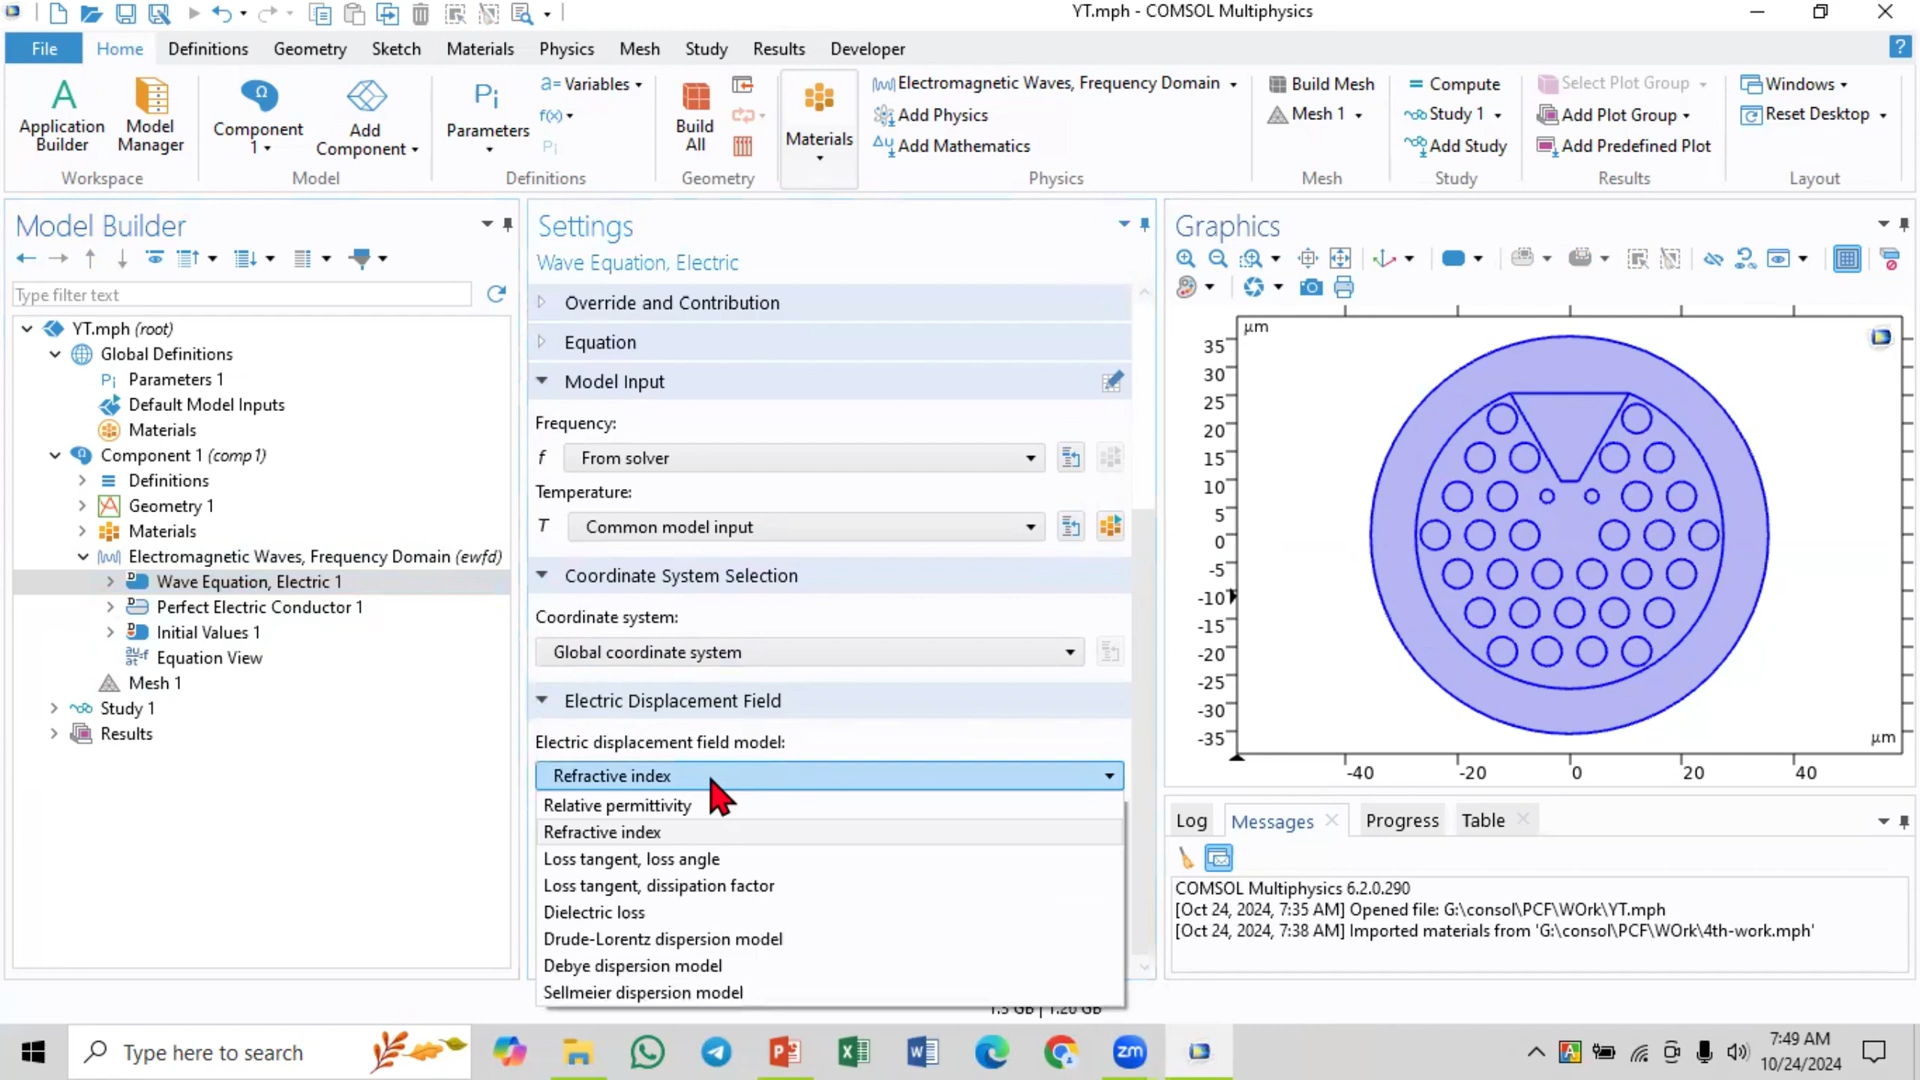 YT.mph - COMSOL Multiphysics
File Home Definitions Geometry Sketch Materials Physics Mesh Study Results Developer
Application Builder
Model Manager
Workspace
Component 1
Add Component
Model
Parameters
a= Variables
f(x)
Pi
Definitions
Build All
Geometry
Materials
Electromagnetic Waves, Frequency Domain
Add Physics
Add Mathematics
Physics
Build Mesh
Mesh 1
Mesh
= Compute
Study 1
Add Study
Study
Select Plot Group
Add Plot Group
Add Predefined Plot
Results
Windows
Reset Desktop
Layout
Model Builder
Type filter text
YT.mph (root)
Global Definitions
Pi Parameters 1
Default Model Inputs
Materials
Component 1 (comp1)
Definitions
Geometry 1
Materials
Electromagnetic Waves, Frequency Domain (ewfd)
Wave Equation, Electric 1
Perfect Electric Conductor 1
Initial Values 1
Equation View
Mesh 1
Study 1
Results
Settings
Wave Equation, Electric
Override and Contribution
Equation
Model Input
Frequency:
f From solver
Temperature:
T Common model input
Coordinate System Selection
Coordinate system:
Global coordinate system
Electric Displacement Field
Electric displacement field model:
Refractive index
Relative permittivity
Refractive index
Loss tangent, loss angle
Loss tangent, dissipation factor
Dielectric loss
Drude-Lorentz dispersion model
Debye dispersion model
Sellmeier dispersion model
Graphics
µm
35
30
25
20
15
10
5
0
-5
-10
-15
-20
-25
-30
-35
µm
-40 -20 0 20 40
Log Messages Progress Table
COMSOL Multiphysics 6.2.0.290
[Oct 24, 2024, 7:35 AM] Opened file: G:\consol\PCF\WOrk\YT.mph
[Oct 24, 2024, 7:38 AM] Imported materials from 'G:\consol\PCF\WOrk\4th-work.mph'
Type here to search
zm
7:49 AM
10/24/2024